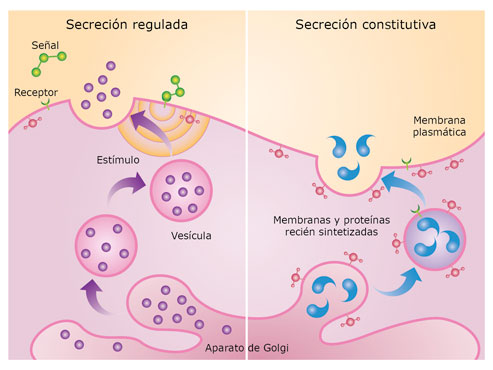 Secreción regulada
Secreción constitutiva
Señal
Receptor
Estímulo
Vesícula
Membrana
plasmática
Membranas y proteínas
recién sintetizadas
Aparato de Golgi